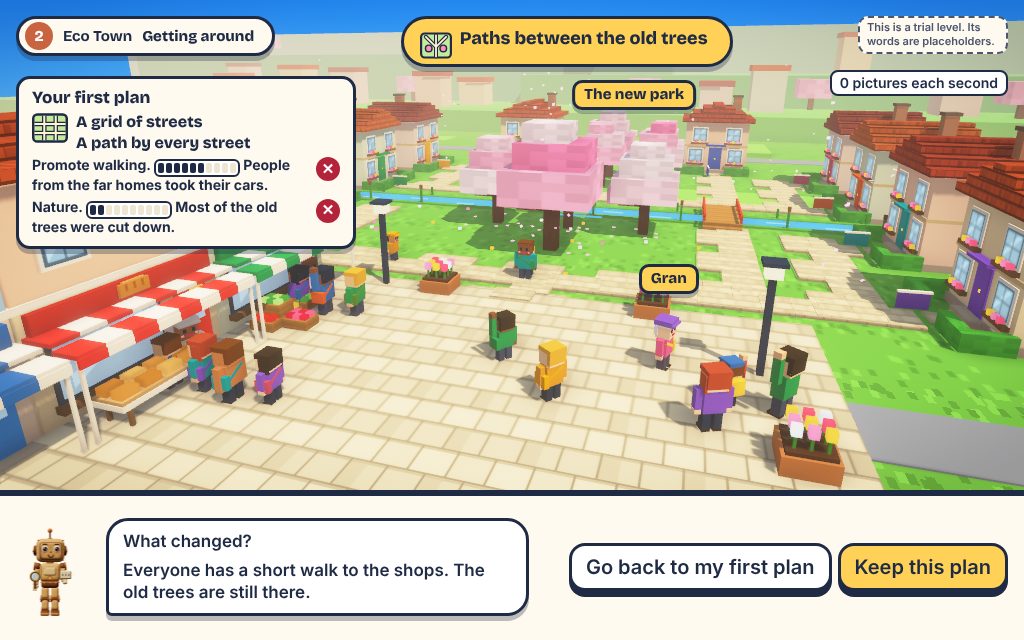 2 Eco Town Getting around
Paths between the old trees
This is a trial level. Its
words are placeholders.
0 pictures each second
Your first plan
A grid of streets
A path by every street
Promote walking. People
from the far homes took their cars.
Nature. Most of the old
trees were cut down.
The new park
Gran
What changed?
Everyone has a short walk to the shops. The
old trees are still there.
Go back to my first plan
Keep this plan